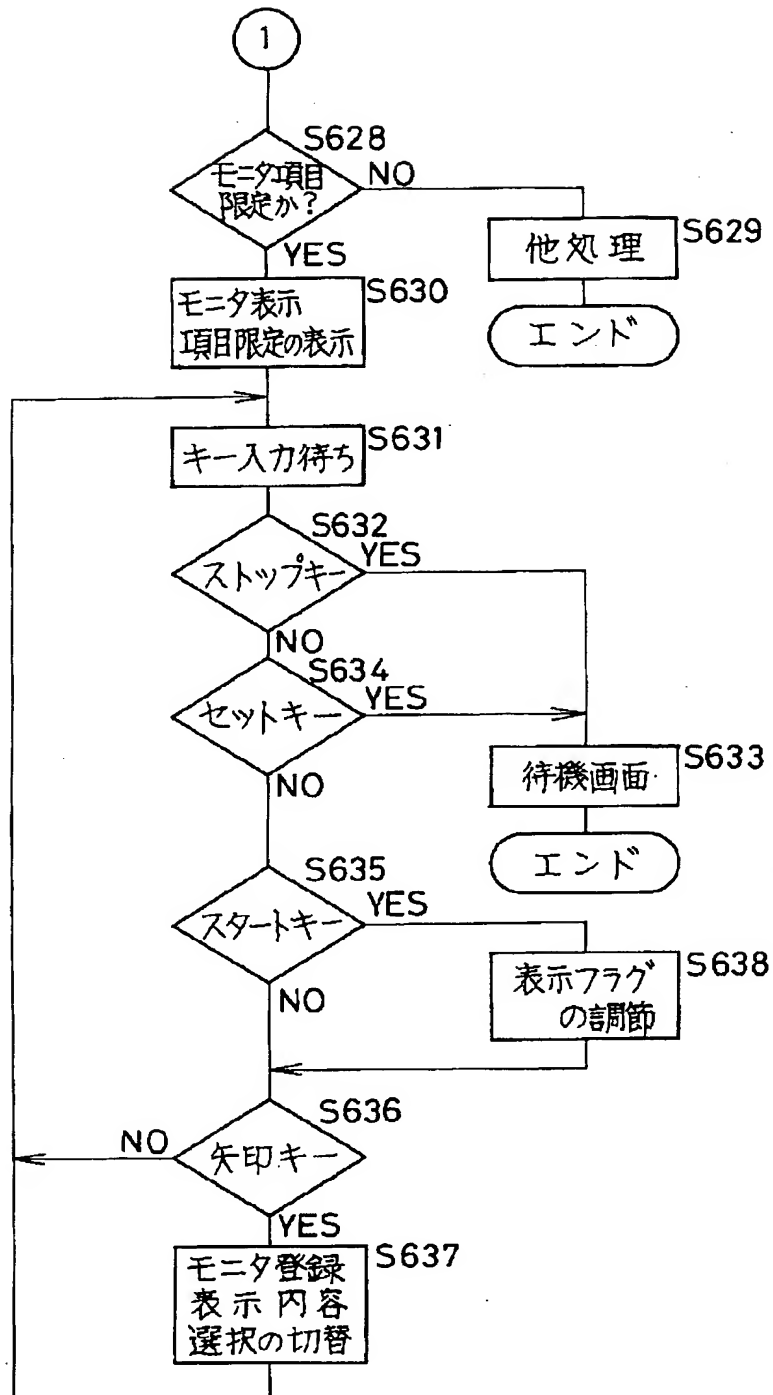 1
S628
モニタ項目
限定か?
NO
YES
他処理
S629
エンド
S630
モニタ表示
項目限定の表示
キー入力待ち
S631
S632
ストップキー
YES
NO
S634
セットキー
YES
NO
待機画面
S633
エンド
S635
スタートキー
YES
NO
表示フラグ
の調節
S638
S636
矢印キー
NO
YES
S637
モニタ登録
表示内容
選択の切替